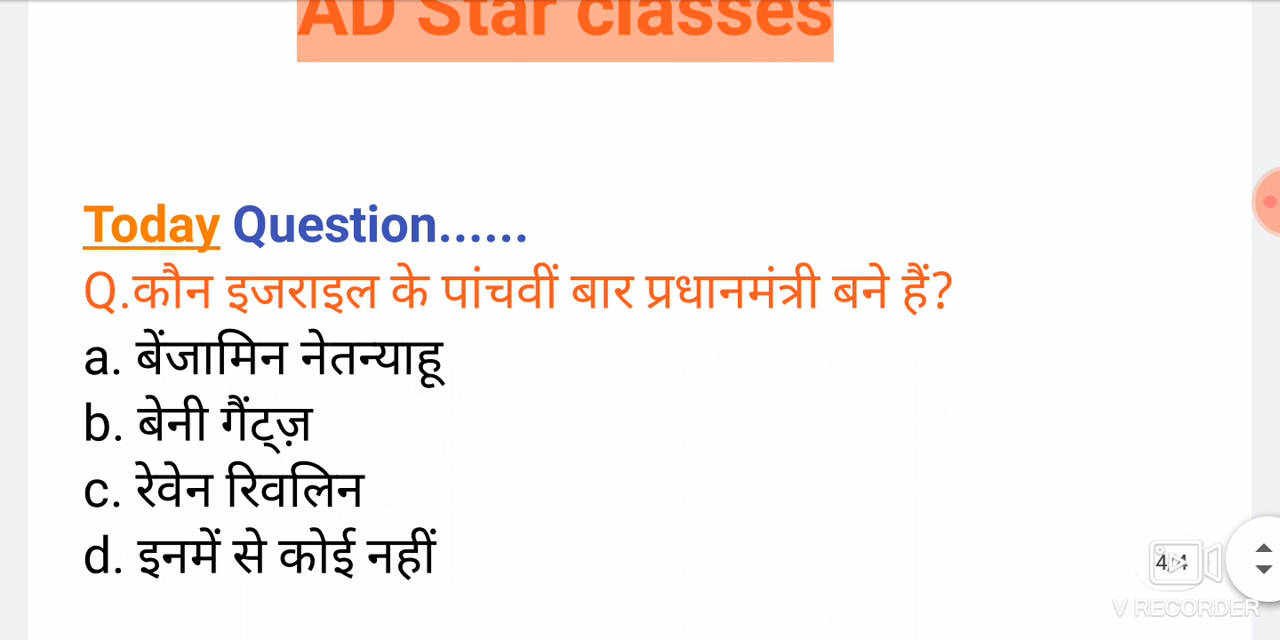 AD Star classes
Today Question......
Q.कौन इजराइल के पांचवीं बार प्रधानमंत्री बने हैं?
a. बेंजामिन नेतन्याहू
b. बेनी गैंट्ज़
c. रेवेन रिवलिन
d. इनमें से कोई नहीं
V RECORDER